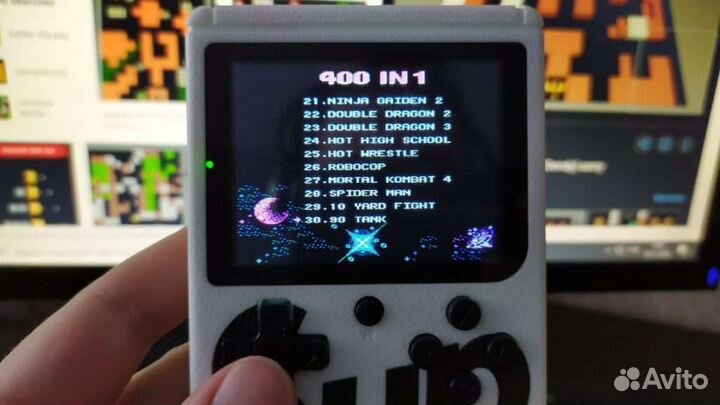 400 IN 1
21.NINJA GAIDEN 2
22.DOUBLE DRAGON 2
23.DOUBLE DRAGON 3
24.HOT HIGH SCHOOL
25.HOT WRESTLE
26.ROBOCOP
27.MORTAL KOMBAT 4
28.SPIDER MAN
29.10 YARD FIGHT
30.90 TANK
sup
Avito